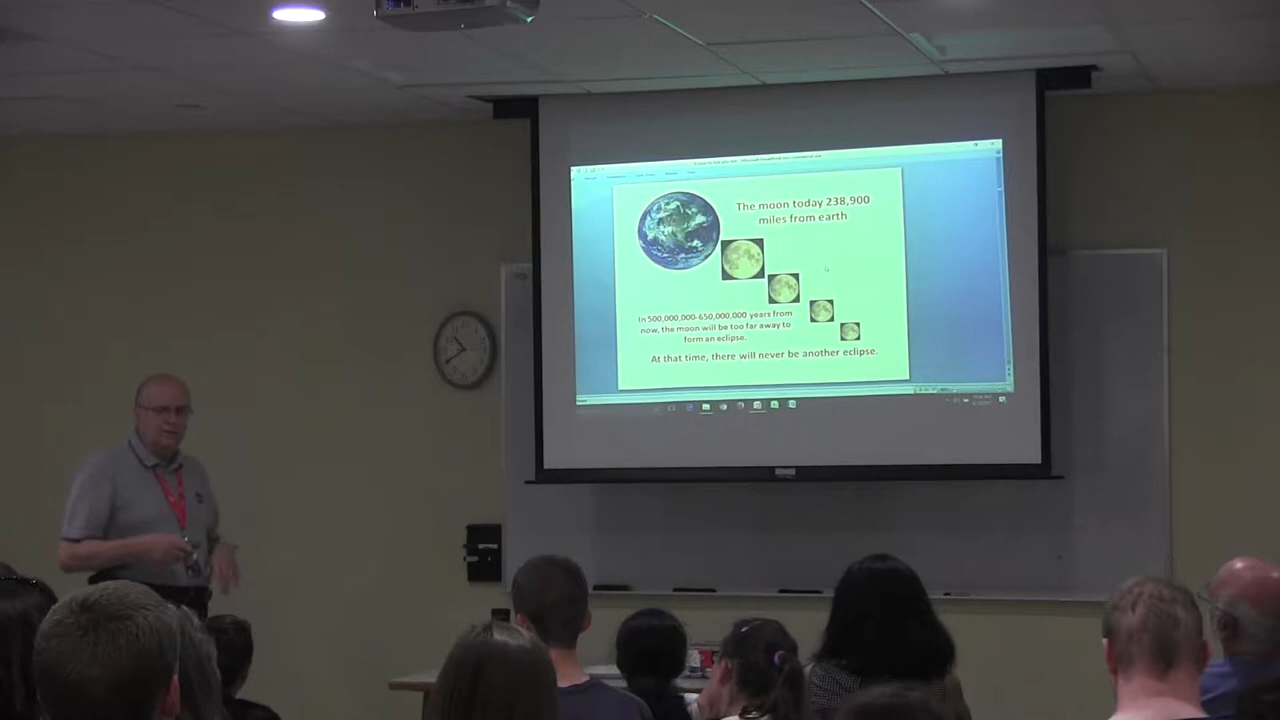 The moon today 238,900
miles from earth
In 500,000,000-650,000,000 years from
now, the moon will be too far away to
form an eclipse.
At that time, there will never be another eclipse.